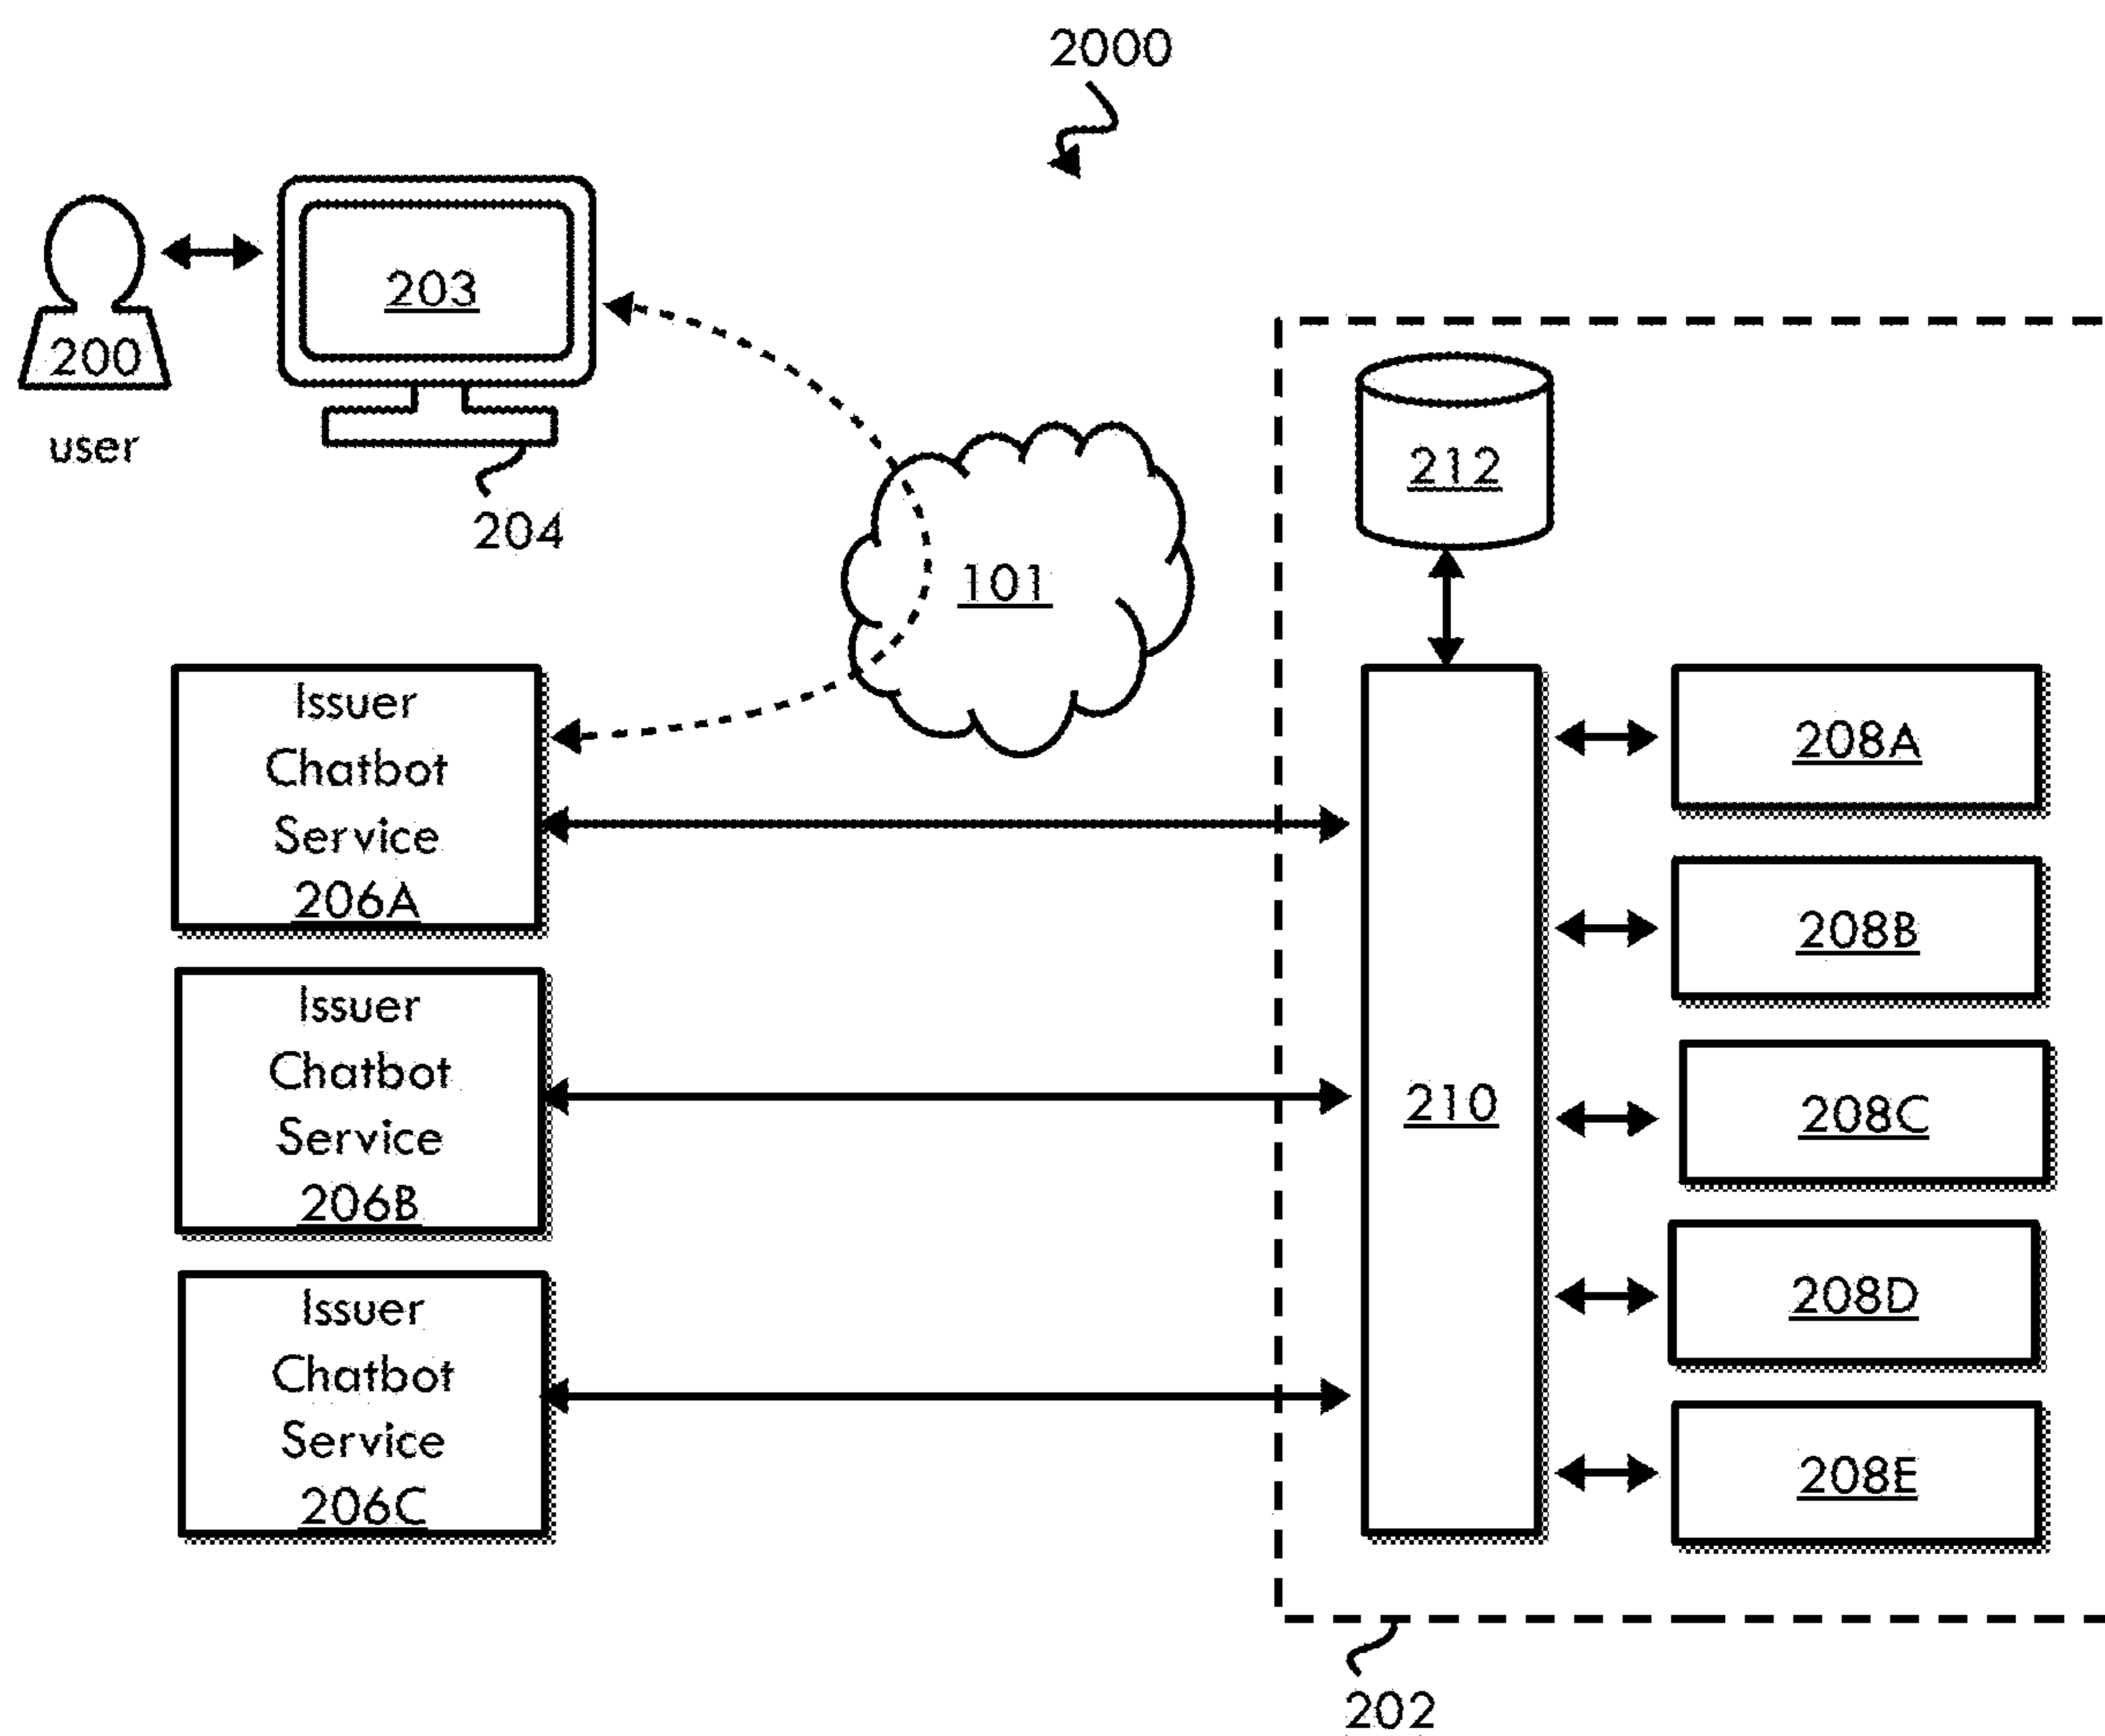 2000
203
200
user
204
212
101
Issuer
Chatbot
Service
206A
Issuer
Chatbot
Service
206B
Issuer
Chatbot
Service
206C
210
208A
208B
208C
208D
208E
202